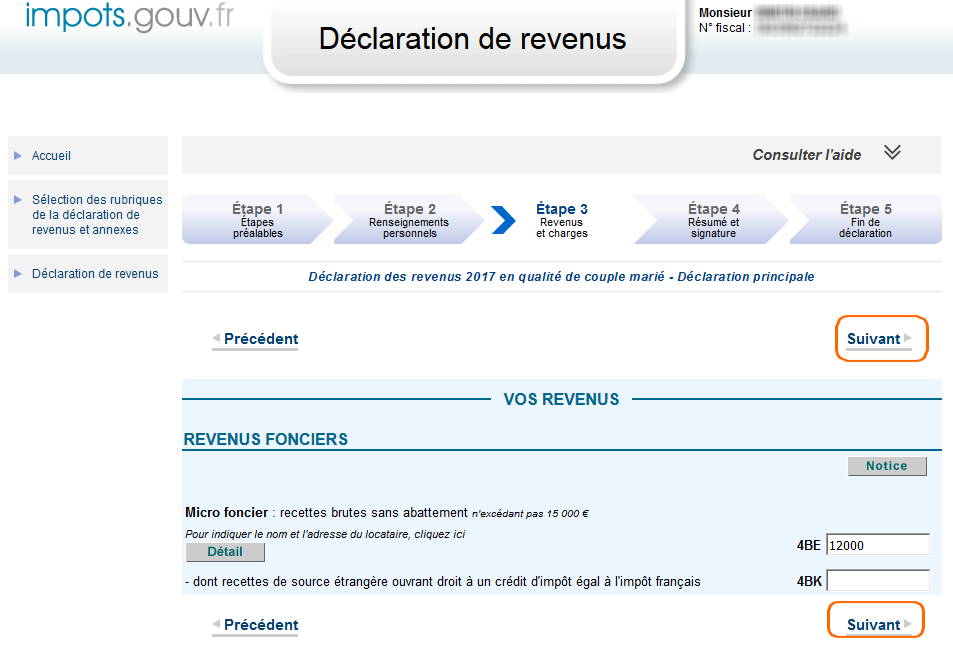 impots.gouv.fr
Déclaration de revenus
Monsieur
N° fiscal :
Accueil
Sélection des rubriques
de la déclaration de
revenus et annexes
Déclaration de revenus
Consulter l'aide
Étape 1
Étapes
préalables
Étape 2
Renseignements
personnels
Étape 3
Revenus
et charges
Étape 4
Résumé et
signature
Étape 5
Fin de
déclaration
Déclaration des revenus 2017 en qualité de couple marié - Déclaration principale
Précédent
Suivant
VOS REVENUS
REVENUS FONCIERS
Notice
Micro foncier : recettes brutes sans abattement n'excédant pas 15 000 €
Pour indiquer le nom et l'adresse du locataire, cliquez ici
Détail
4BE 12000
- dont recettes de source étrangère ouvrant droit à un crédit d'impôt égal à l'impôt français 4BK
Précédent
Suivant